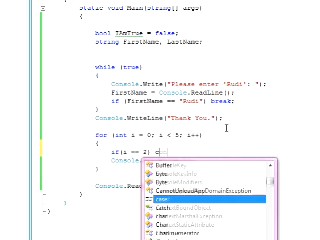 static void Main(string[] args)
{
bool IAmTrue = false;
string FirstName, LastName;
while (true)
{
Console.Write("Please enter 'Rudi': ");
FirstName = Console.ReadLine();
if (FirstName == "Rudi") break;
}
Console.WriteLine("Thank You.");
for (int i = 0; i < 5; i++)
{
if(i == 2) c
Console.
}
Console.Rea
}
Buffer
Byte
CannotUnloadAppDomainException
case
catch
Char